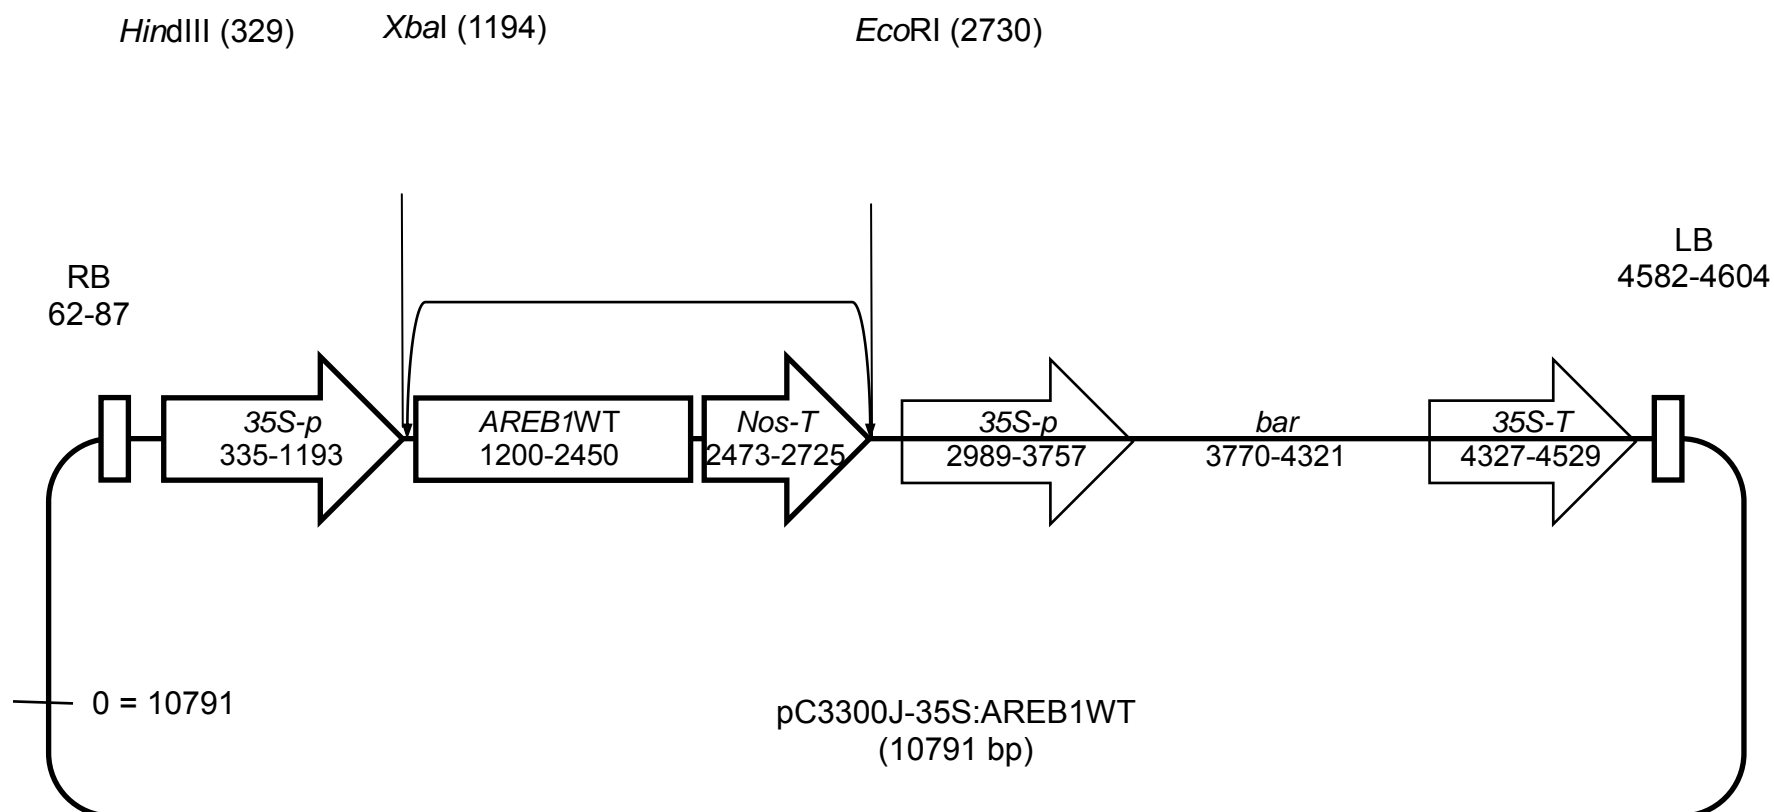 HindIII (329)
XbaI (1194)
EcoRI (2730)
RB
62-87
LB
4582-4604
35S-p
335-1193
AREB1WT
1200-2450
Nos-T
2473-2725
35S-p
2989-3757
bar
3770-4321
35S-T
4327-4529
0 = 10791
pC3300J-35S:AREB1WT
(10791 bp)